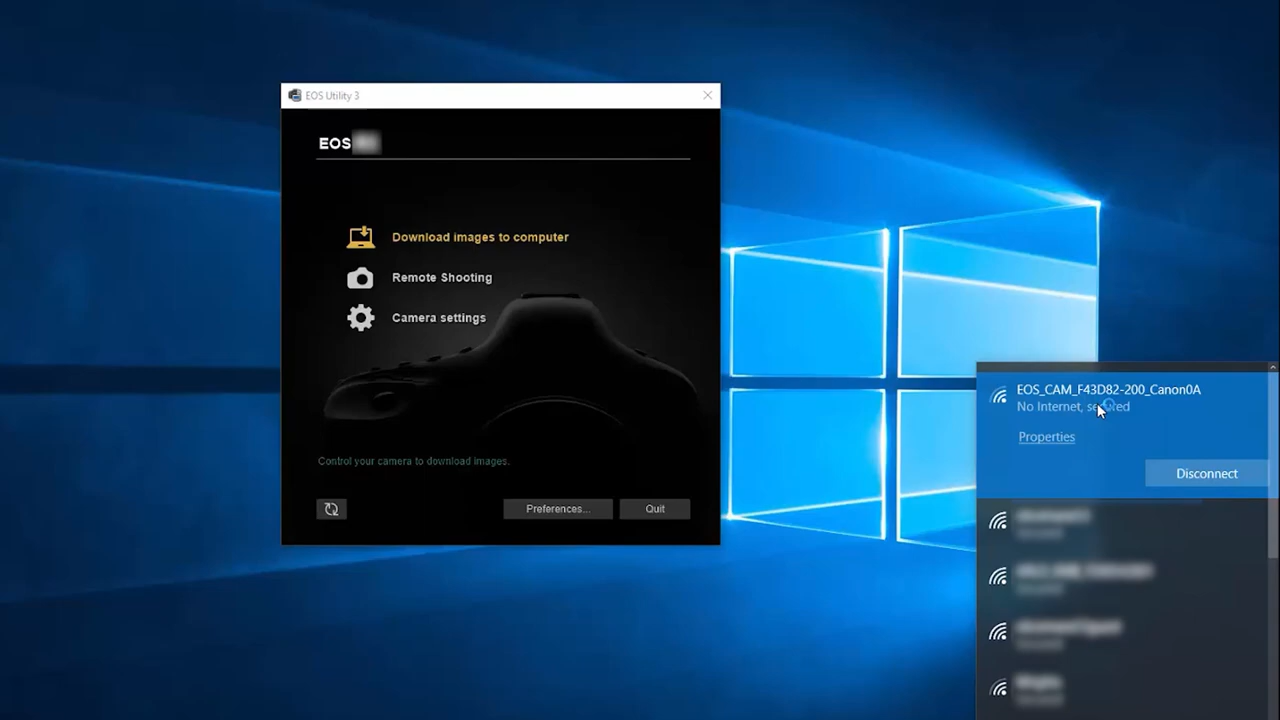 EOS Utility 3
EOS
Download images to computer
Remote Shooting
Camera settings
Control your camera to download images.
Preferences...
Quit
EOS_CAM_F43D82-200_Canon0A
No Internet, secured
Properties
Disconnect